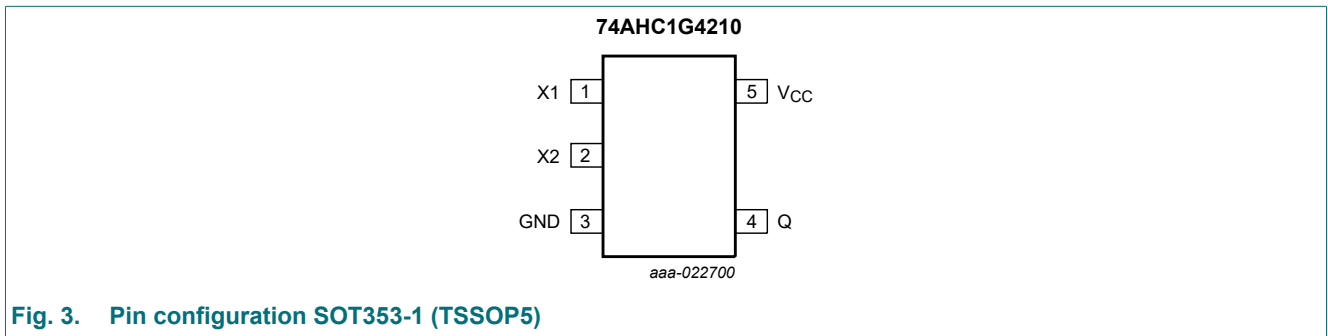 74AHC1G4210
X1 1 5 VCC
X2 2
GND 3 4 Q
aaa-022700
Fig. 3. Pin configuration SOT353-1 (TSSOP5)